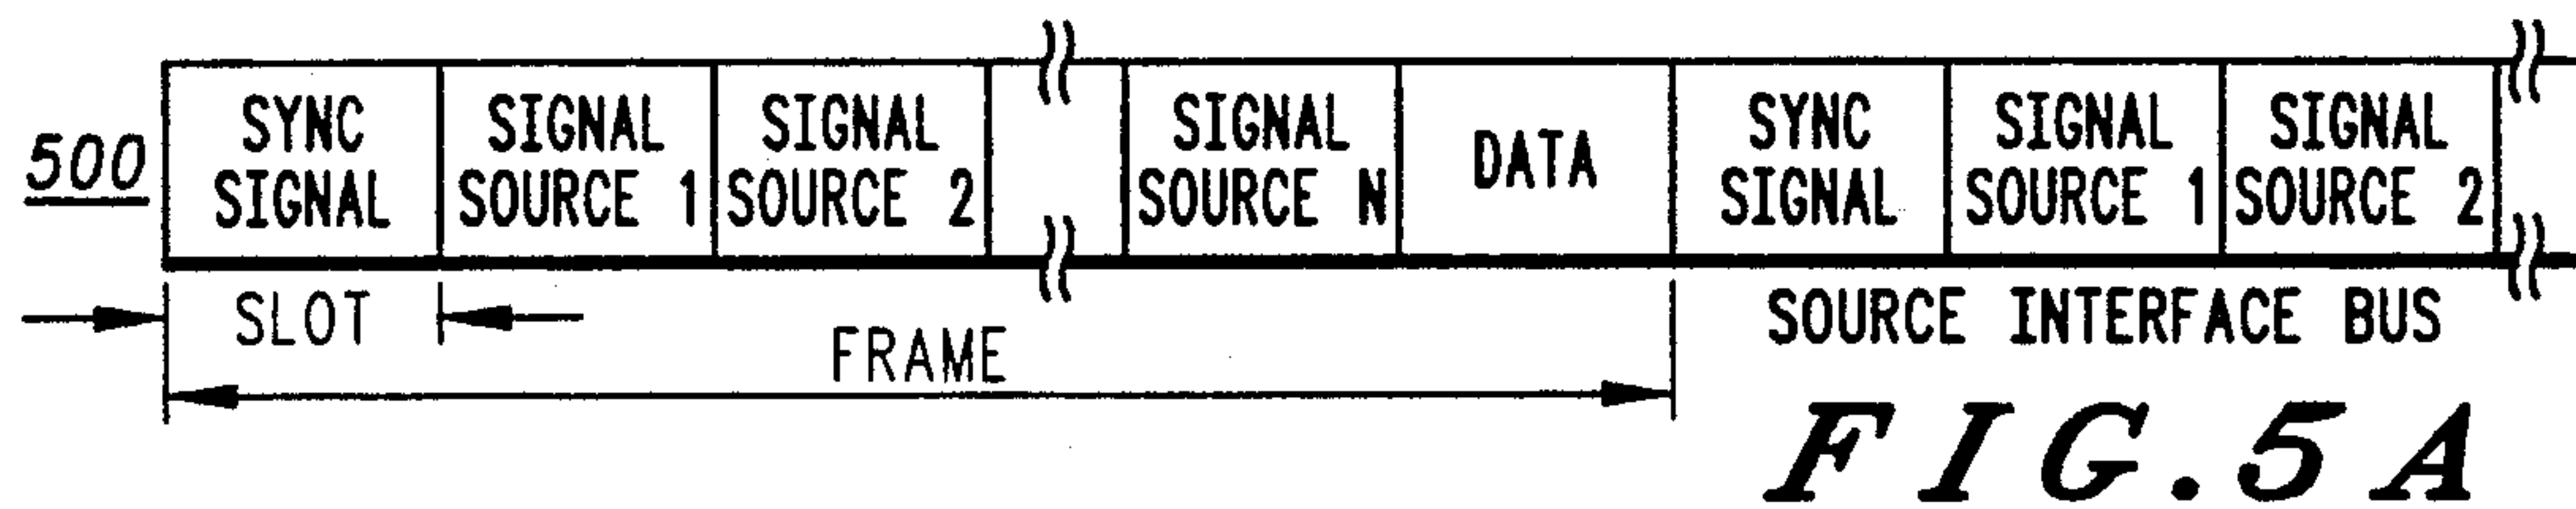 500
SYNC
SIGNAL
SIGNAL
SOURCE 1
SIGNAL
SOURCE 2
SIGNAL
SOURCE N
DATA
SYNC
SIGNAL
SIGNAL
SOURCE 1
SIGNAL
SOURCE 2
SLOT
FRAME
SOURCE INTERFACE BUS
FIG.5A